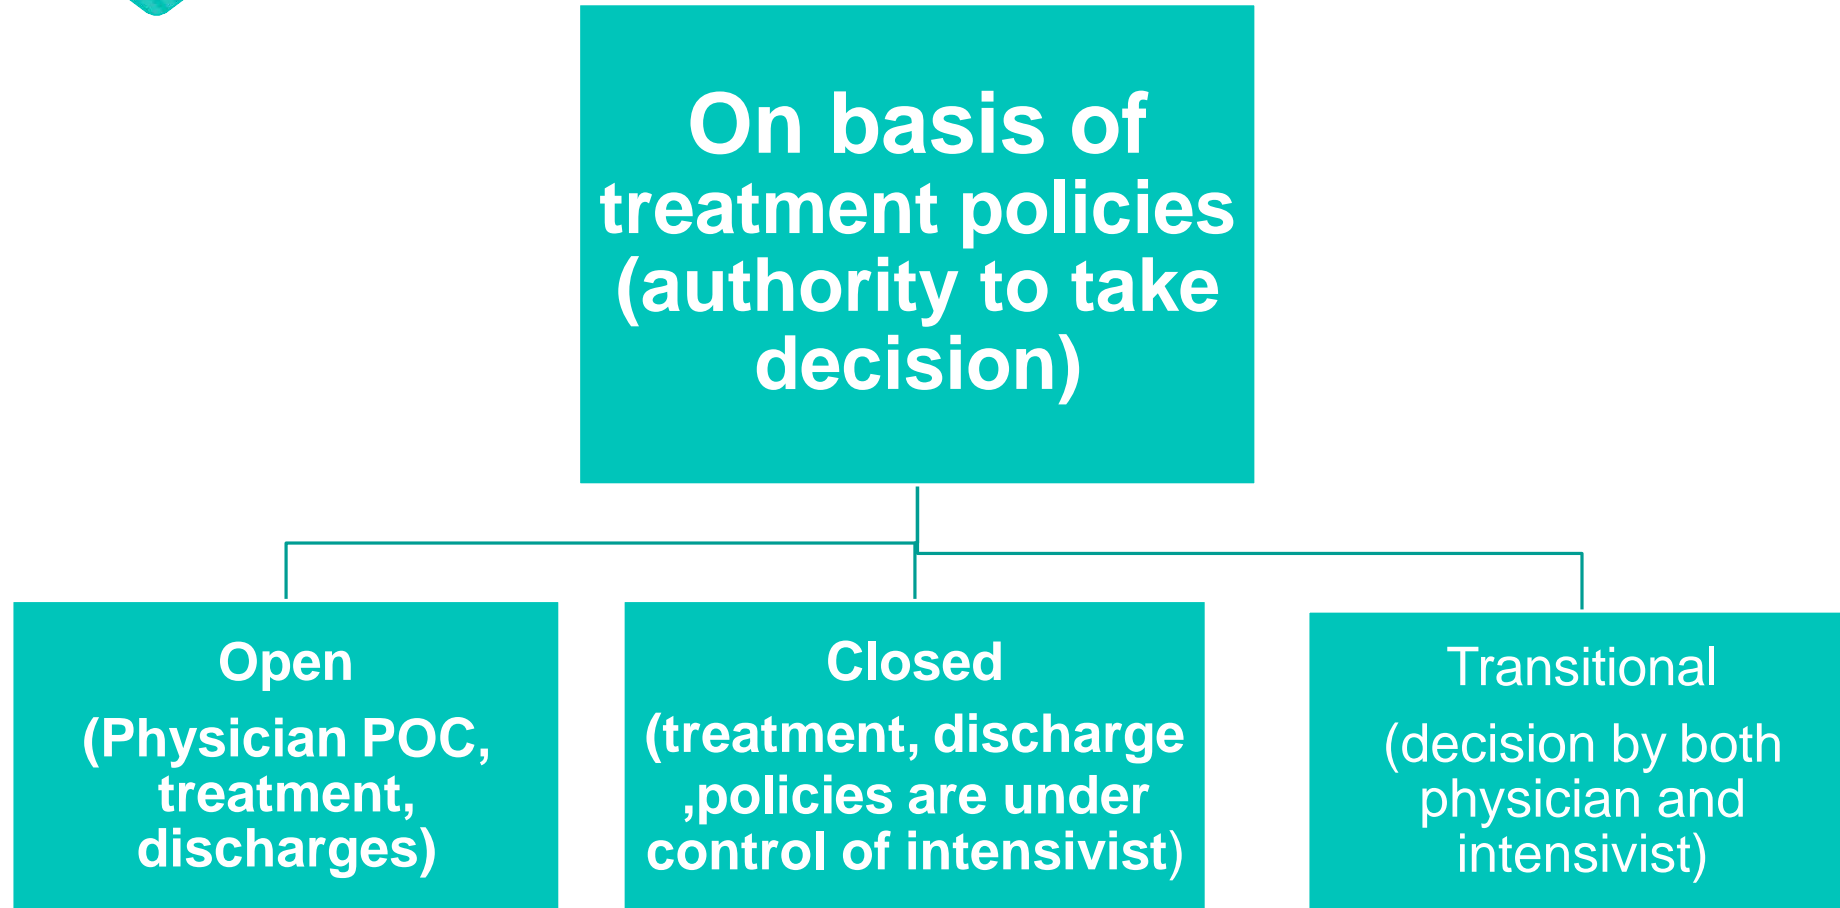 On basis of
treatment policies
(authority to take
decision)
Open
(Physician POC,
treatment,
discharges)
Closed
(treatment, discharge
,policies are under
control of intensivist)
Transitional
(decision by both
physician and
intensivist)